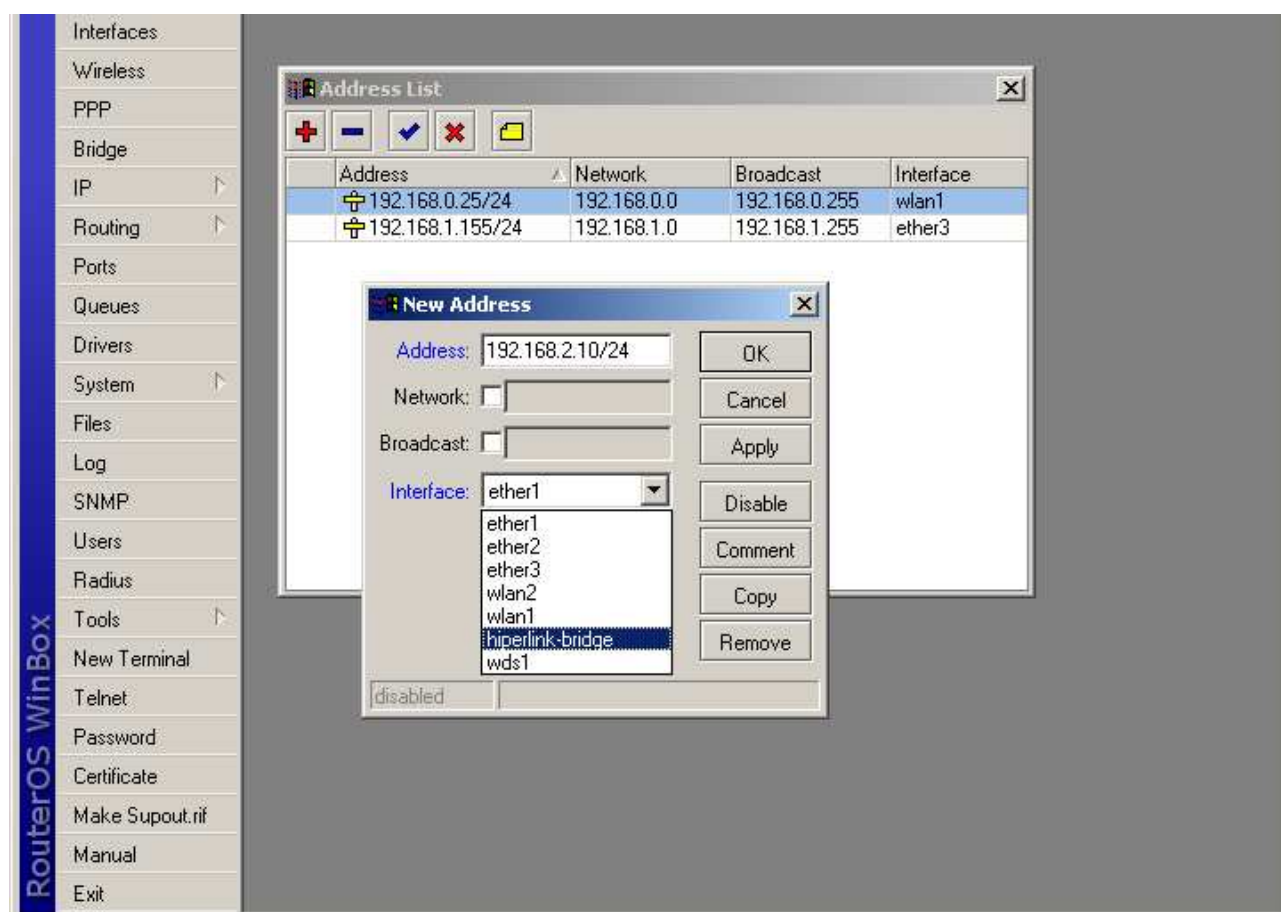 Interfaces
Wireless
PPP
Bridge
IP
Routing
Ports
Queues
Drivers
System
Files
Log
SNMP
Users
Radius
Tools
New Terminal
Telnet
Password
Certificate
Make Supout.rif
Manual
Exit
RouterOS WinBox
Address List
Address Network Broadcast Interface
192.168.0.25/24 192.168.0.0 192.168.0.255 wlan1
192.168.1.155/24 192.168.1.0 192.168.1.255 ether3
New Address
Address: 192.168.2.10/24 OK
Network: Cancel
Broadcast: Apply
Interface: ether1 Disable
ether1
ether2 Comment
ether3
wlan2 Copy
wlan1
hiperlink-bridge Remove
wds1
disabled